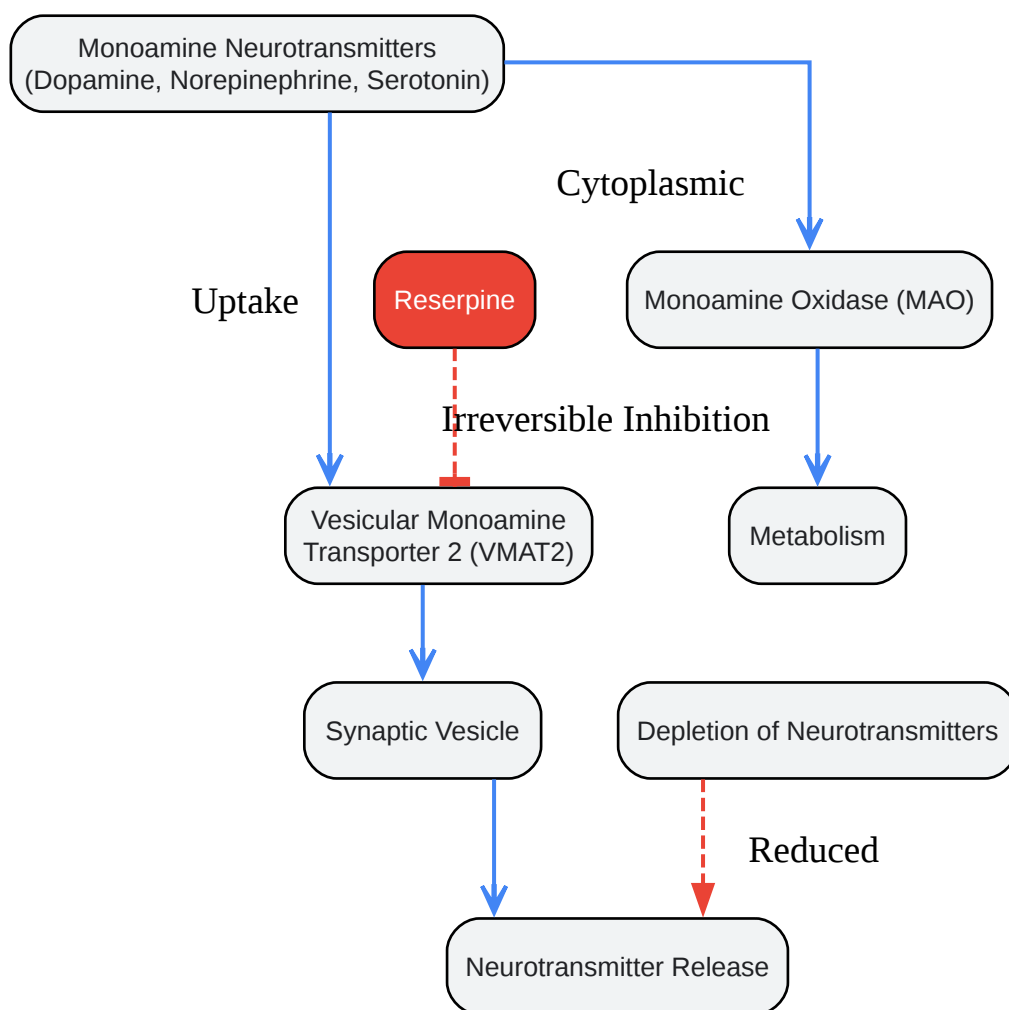 Monoamine Neurotransmitters
(Dopamine, Norepinephrine, Serotonin)
Cytoplasmic
Uptake
Reserpine
Monoamine Oxidase (MAO)
Irreversible Inhibition
Vesicular Monoamine
Transporter 2 (VMAT2)
Metabolism
Synaptic Vesicle
Depletion of Neurotransmitters
Reduced
Neurotransmitter Release